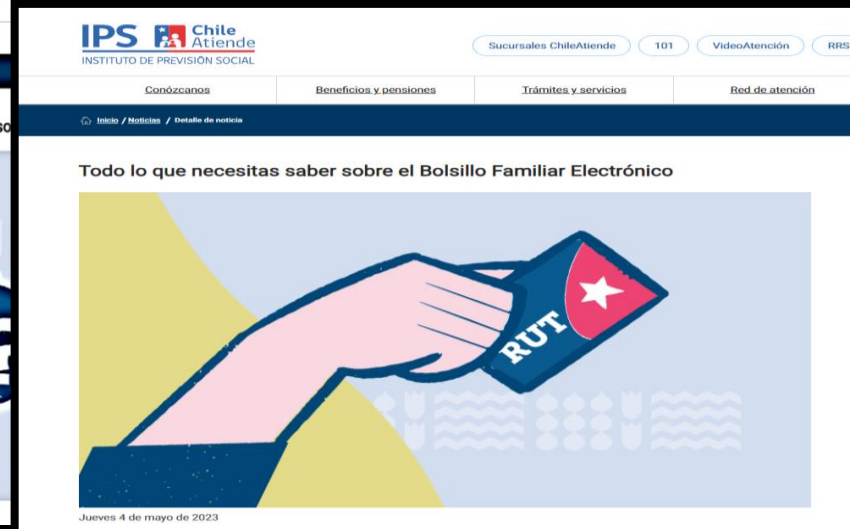 IPS Chile
Atiende
INSTITUTO DE PREVISIÓN SOCIAL
Sucursales ChileAtiende 101 VideoAtención RRS
Conózcanos Beneficios y pensiones Trámites y servicios Red de atención
Inicio / Noticias / Detalle de noticia
Todo lo que necesitas saber sobre el Bolsillo Familiar Electrónico
RUT
Jueves 4 de mayo de 2023